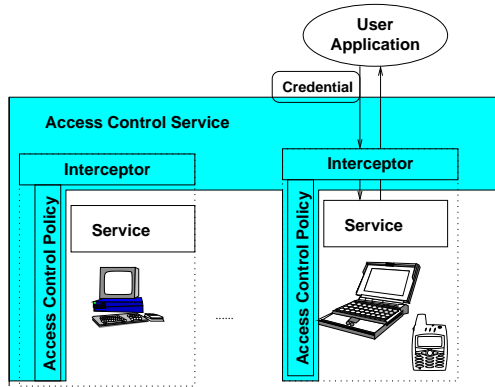 User
Application
Credential
Access Control Service
Interceptor
Interceptor
Access Control Policy
Service
Access Control Policy
Service
.....